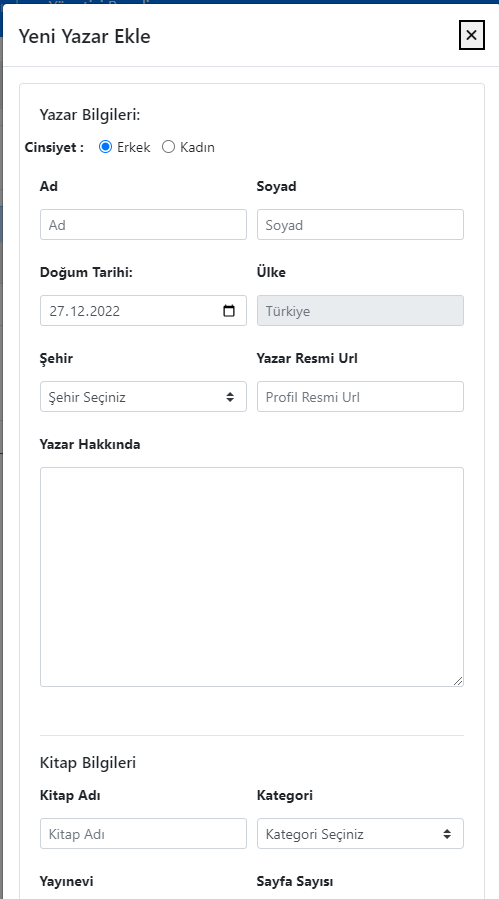 Yeni Yazar Ekle
Yazar Bilgileri:
Cinsiyet : Erkek Kadın
Ad Soyad
Ad Soyad
Doğum Tarihi: Ülke
27.12.2022 Türkiye
Şehir Yazar Resmi Url
Şehir Seçiniz Profil Resmi Url
Yazar Hakkında
Kitap Bilgileri
Kitap Adı Kategori
Kitap Adı Kategori Seçiniz
Yayınevi Sayfa Sayısı